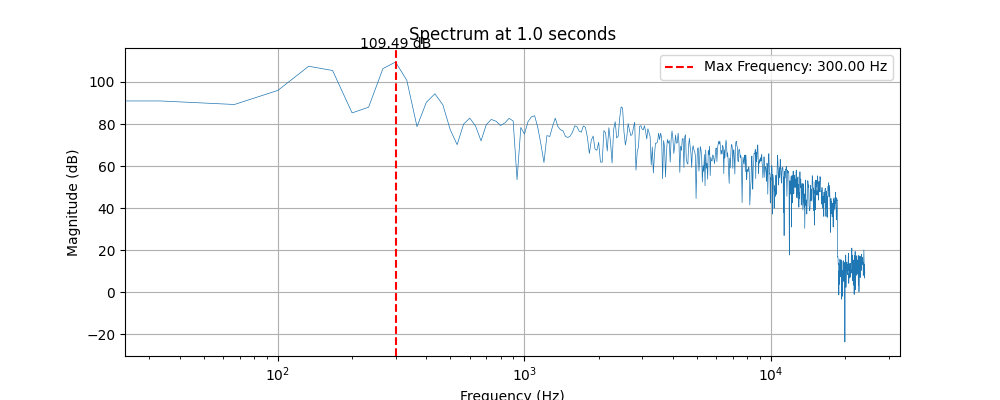 Spectrum at 1.0 seconds
109.49 dB
Max Frequency: 300.00 Hz
Magnitude (dB)
100
80
60
40
20
0
−20
10²
10³
10⁴
Frequency (Hz)